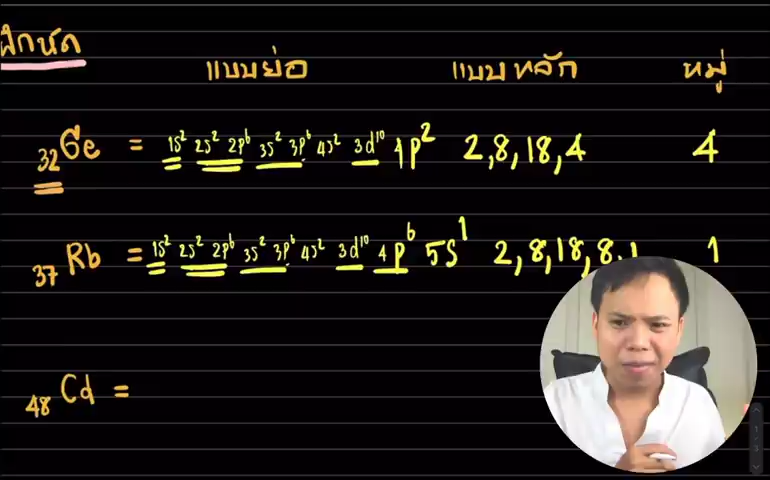 ฝึกหัด
แบบย่อ แบบหลัก หมู่
32Ge = 1s² 2s² 2p⁶ 3s² 3p⁶ 4s² 3d¹⁰ 4p² 2,8,18,4 4
37Rb = 1s² 2s² 2p⁶ 3s² 3p⁶ 4s² 3d¹⁰ 4p⁶ 5s¹ 2,8,18,8,1 1
48Cd =